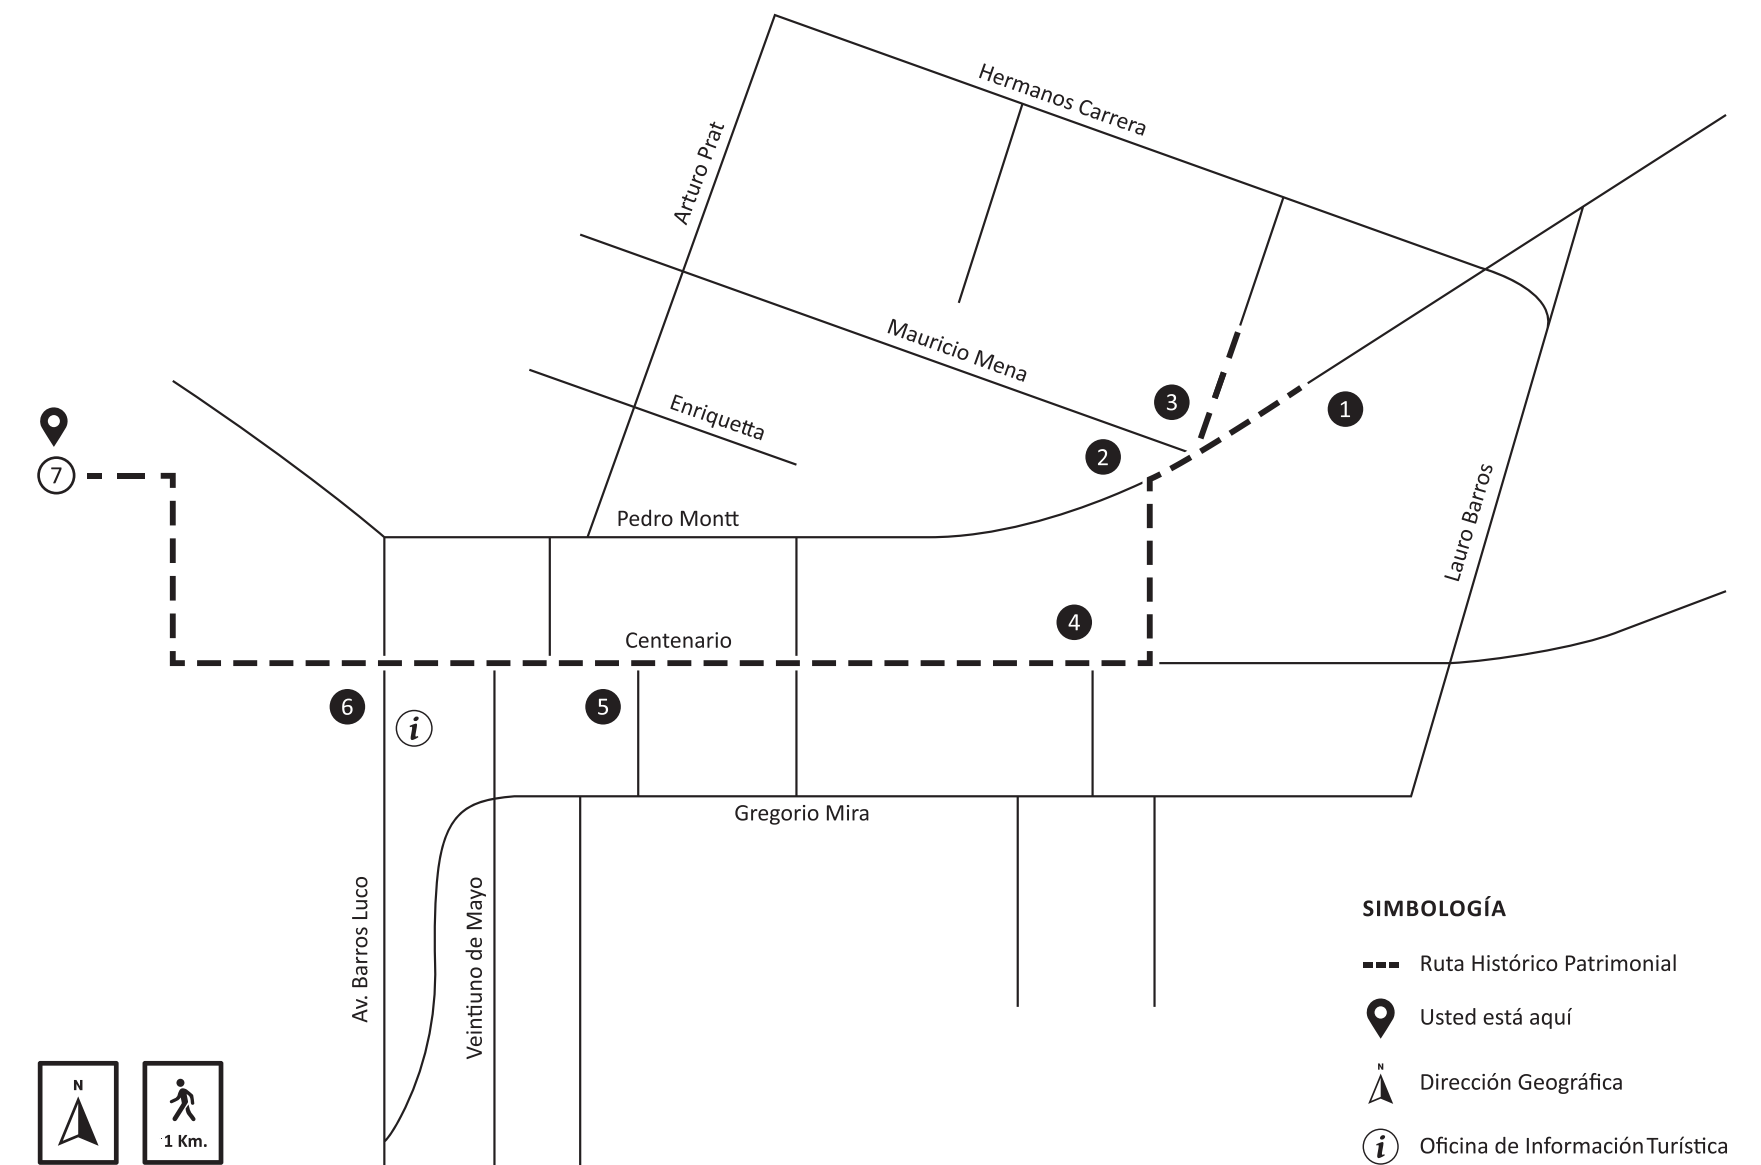 Hermanos Carrera
Arturo Prat
Mauricio Mena
Enriquetta
3
1
2
7
Pedro Montt
Lauro Barros
4
Centenario
6
i
5
Gregorio Mira
Av. Barros Luco
Veintiuno de Mayo
SIMBOLOGÍA
Ruta Histórico Patrimonial
Usted está aquí
N
Dirección Geográfica
i
Oficina de Información Turística
N
1 Km.